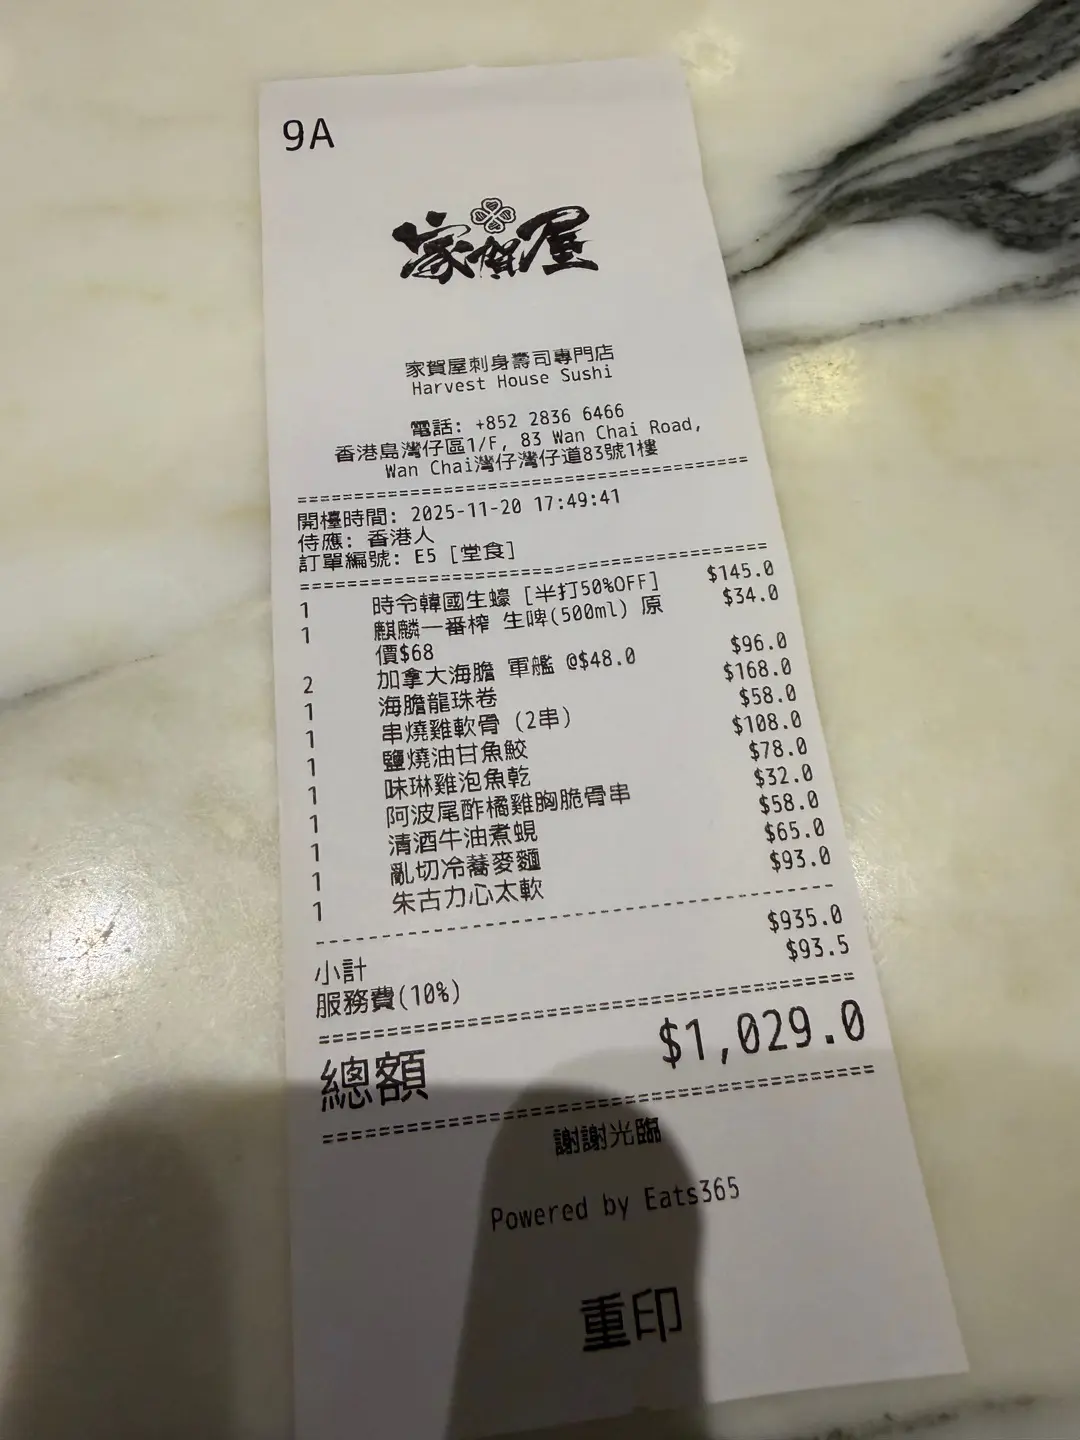 9A
家賀屋
家賀屋刺身壽司專門店
Harvest House Sushi
電話: +852 2836 6466
香港島灣仔區1/F, 83 Wan Chai Road,
Wan Chai灣仔灣仔道83號1樓
開檯時間: 2025-11-20 17:49:41
侍應: 香港人
訂單編號: E5 [堂食]
1 時令韓國生蠔 [半打50%OFF] $145.0
1 麒麟一番榨 生啤(500ml) 原 $34.0
價$68
2 加拿大海膽 軍艦 @$48.0 $96.0
1 海膽龍珠卷 $168.0
1 串燒雞軟骨 (2串) $58.0
1 鹽燒油甘魚鮫 $108.0
1 味琳雞泡魚乾 $78.0
1 阿波尾酢橘雞胸脆骨串 $32.0
1 清酒牛油煮蜆 $58.0
1 亂切冷蕎麥麵 $65.0
1 朱古力心太軟 $93.0
小計 $935.0
服務費(10%) $93.5
總額 $1,029.0
謝謝光臨
Powered by Eats365
重印